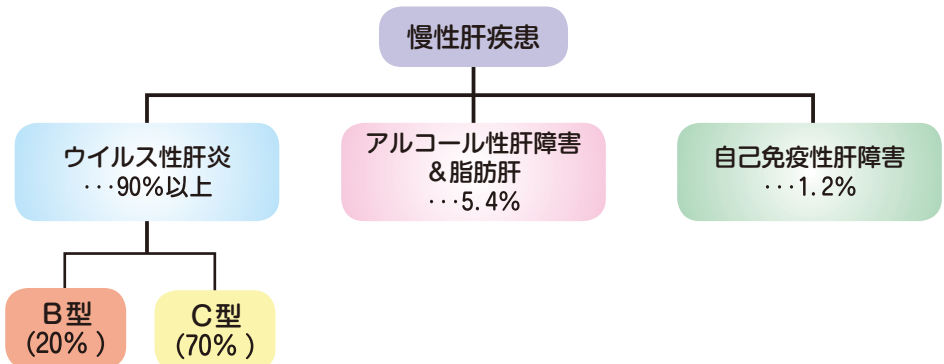 慢性肝疾患
ウイルス性肝炎
···90%以上
アルコール性肝障害
&脂肪肝
···5.4%
自己免疫性肝障害
···1.2%
B型
(20% )
C型
(70% )